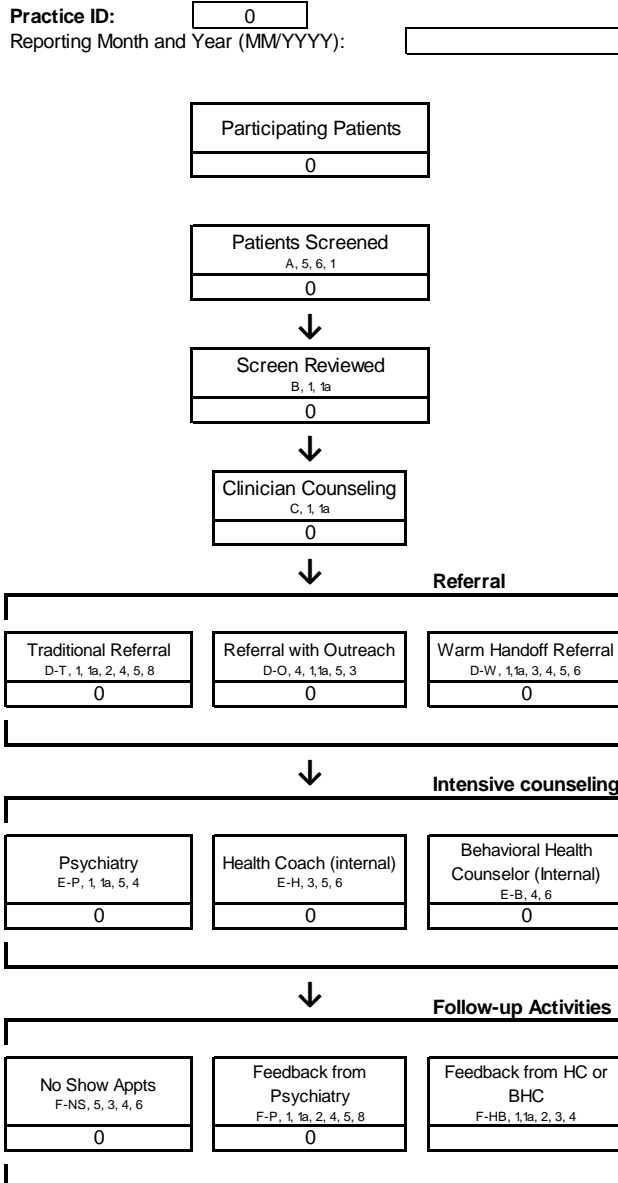 Practice ID: 0
Reporting Month and Year (MM/YYYY):
Participating Patients
0
Patients Screened
A, 5, 6, 1
0
Screen Reviewed
B, 1, 1a
0
Clinician Counseling
C, 1, 1a
0
Referral
Traditional Referral
D-T, 1, 1a, 2, 4, 5, 8
0
Referral with Outreach
D-O, 4, 1,1a, 5, 3
0
Warm Handoff Referral
D-W, 1,1a, 3, 4, 5, 6
0
Intensive counseling
Psychiatry
E-P, 1, 1a, 5, 4
0
Health Coach (internal)
E-H, 3, 5, 6
0
Behavioral Health
Counselor (Internal)
E-B, 4, 6
0
Follow-up Activities
No Show Appts
F-NS, 5, 3, 4, 6
0
Feedback from
Psychiatry
F-P, 1, 1a, 2, 4, 5, 8
0
Feedback from HC or
BHC
F-HB, 1,1a, 2, 3, 4